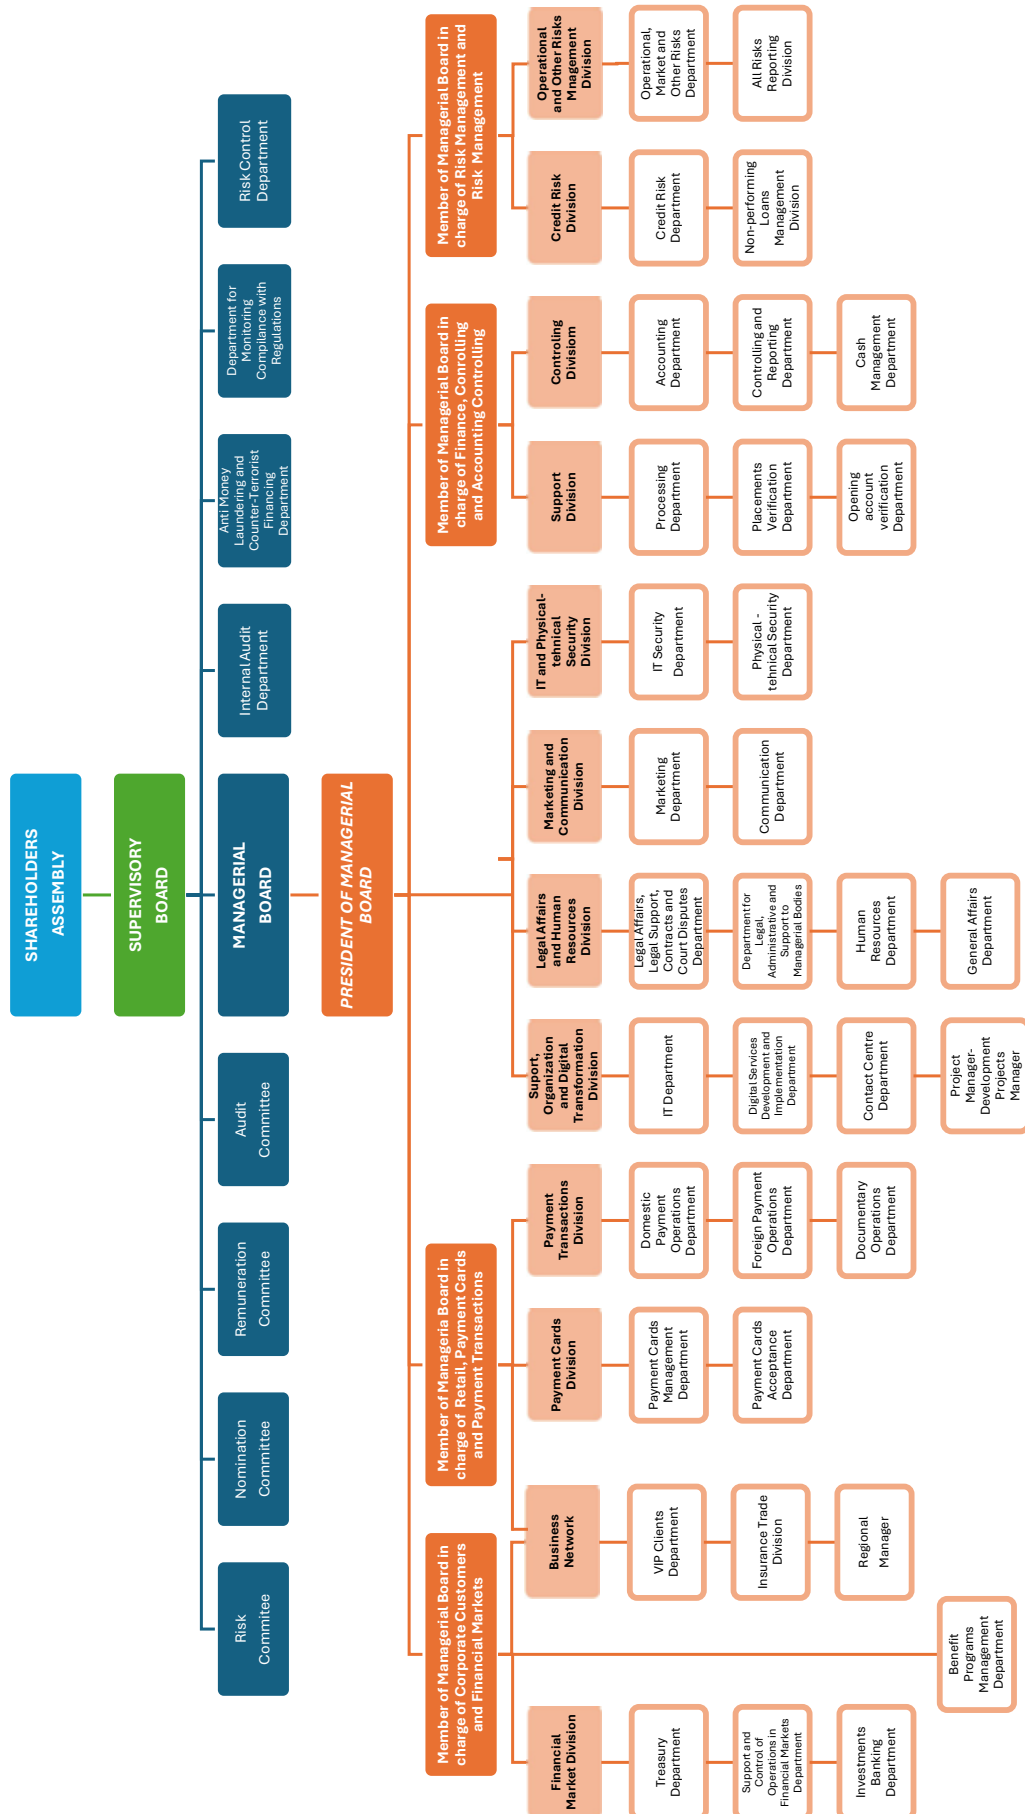 SHAREHOLDERS
ASSEMBLY
SUPERVISORY
BOARD
Risk
Commitee
Nomination
Committee
Remuneration
Committee
Audit
Committee
MANAGERIAL
BOARD
Internal Audit
Department
Anti Money
Laundering and
Counter-Terrorist
Financing
Department
Department for
Monitoring
Compliance with
Regulations
Risk Control
Department
PRESIDENT OF MANAGERIAL
BOARD
Member of Managerial Board in
charge of Corporate Customers
and Financial Markets
Member of Manageria Board in
charge of Retail, Payment Cards
and Payment Transactions
Member of Managerial Board in
charge of Finance, Conrolling
and Accounting Controlling
Member of Managerial Board in
charge of Risk Management and
Risk Management
Financial
Market Division
Business
Network
Payment Cards
Division
Payment
Transactions
Division
Suport,
Organization
and Digital
Transformation
Division
Legal Affairs
and Human
Resources
Division
Marketing and
Communication
Division
IT and Physical-
tehnical
Security
Division
Support
Division
Controling
Divisiom
Credit Risk
Division
Operational
and Other Risks
Mnagement
Division
Treasury
Department
VIP Clients
Department
Payment Cards
Management
Department
Domestic
Payment
Operations
Department
IT Department
Legal Affairs,
Legal Support,
Contracts and
Court Disputes
Department
Marketing
Department
IT Security
Department
Processing
Department
Accounting
Department
Credit Risk
Department
Operational,
Market and
Other Risks
Department
Support and
Control of
Operations in
Financial Markets
Department
Insurance Trade
Division
Payment Cards
Acceptance
Department
Foreign Payment
Operations
Department
Digital Services
Development and
Implementation
Department
Department for
Legal,
Administrative and
Support to
Managerial Bodies
Communication
Department
Physical -
tehnical Security
Department
Placements
Verification
Department
Controlling and
Reporting
Department
Non-performing
Loans
Management
Division
All Risks
Reporting
Division
Investments
Banking
Department
Regional
Manager
Documentary
Operations
Department
Contact Centre
Department
Human
Resources
Department
Opening
account
verification
Department
Cash
Management
Department
Benefit
Programs
Management
Department
Project
Manager-
Development
Projects
Manager
General Affairs
Department